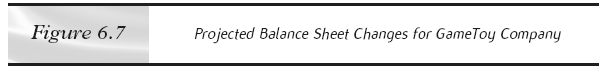 Figure 6.7
Projected Balance Sheet Changes for GameToy Company